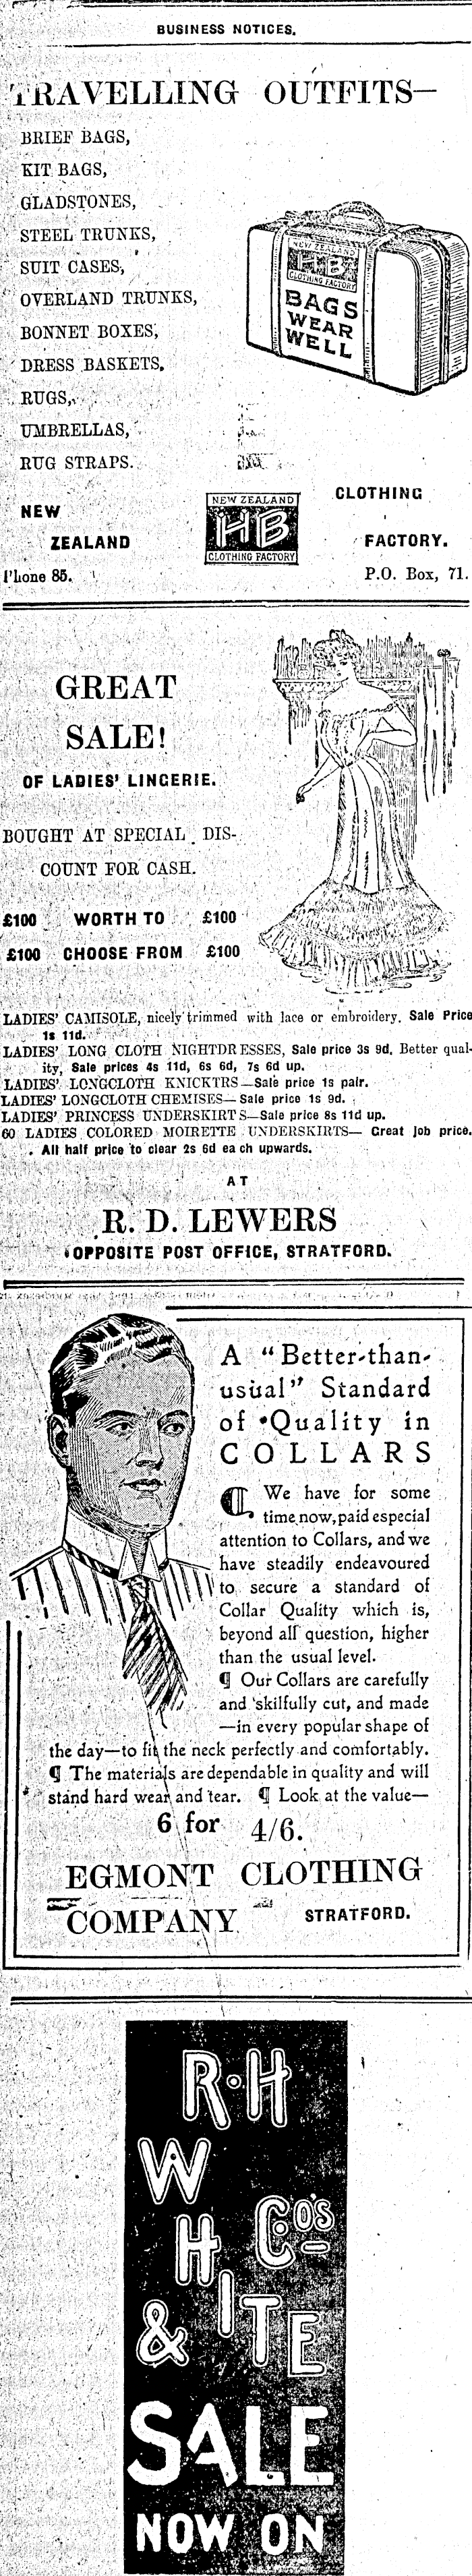 BUSINESS NOTICES.
TRAVELLING OUTFITS—
BRIEF BAGS,
KIT BAGS,
GLADSTONES,
STEEL TRUNKS,
SUIT CASES,
OVERLAND TRUNKS,
BONNET BOXES,
DRESS BASKETS.
RUGS,
UMBRELLAS,
RUG STRAPS.
NEW ZEALAND
HB
CLOTHING FACTORY
BAGS
WEAR
WELL
NEW
ZEALAND
NEW ZEALAND
HB
CLOTHING FACTORY
CLOTHING
FACTORY.
Phone 85.
P.O. Box, 71.
GREAT
SALE!
OF LADIES' LINGERIE.
BOUGHT AT SPECIAL DIS-
COUNT FOR CASH.
£100 WORTH TO £100
£100 CHOOSE FROM £100
LADIES' CAMISOLE, nicely trimmed with lace or embroidery. Sale Price
1s 11d.
LADIES' LONG CLOTH NIGHTDRESSES, Sale price 3s 9d. Better qual-
ity, Sale prices 4s 11d, 6s 6d, 7s 6d up.
LADIES' LONGCLOTH KNICKTRS—Sale price 1s pair.
LADIES' LONGCLOTH CHEMISES—Sale price 1s 9d.
LADIES' PRINCESS UNDERSKIRTS—Sale price 8s 11d up.
60 LADIES COLORED MOIRETTE UNDERSKIRTS— Great job price.
All half price to clear 2s 6d each upwards.
AT
R. D. LEWERS
OPPOSITE POST OFFICE, STRATFORD.
A "Better-than-
usual" Standard
of Quality in
COLLARS
¶ We have for some
time now, paid especial
attention to Collars, and we
have steadily endeavoured
to secure a standard of
Collar Quality which is,
beyond all question, higher
than the usual level.
¶ Our Collars are carefully
and skilfully cut, and made
—in every popular shape of
the day—to fit the neck perfectly and comfortably.
¶ The materials are dependable in quality and will
stand hard wear and tear. ¶ Look at the value—
6 for 4/6.
EGMONT CLOTHING
COMPANY STRATFORD.
R·H
WHITE
& Co's
SALE
NOW ON